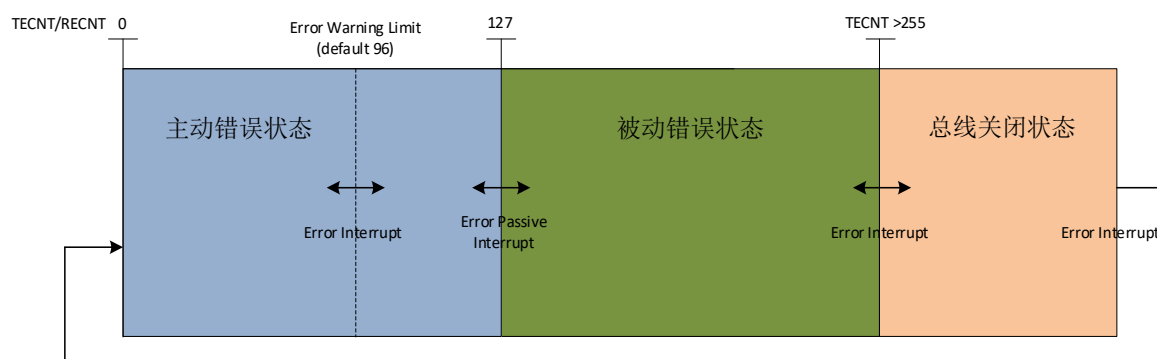 TECNT/RECNT 0
Error Warning Limit
(default 96)
127
TECNT >255
主动错误状态
被动错误状态
总线关闭状态
Error Interrupt
Error Passive
Interrupt
Error Interrupt
Error Interrupt